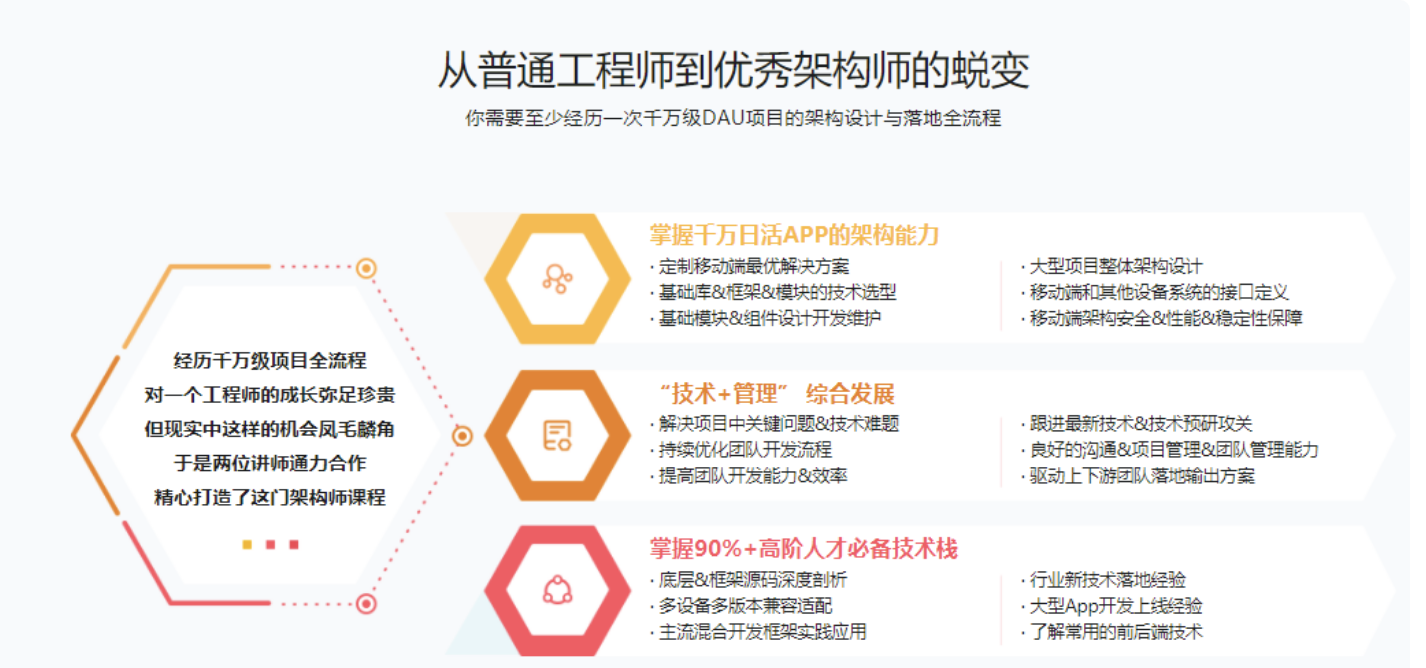 从普通工程师到优秀架构师的蜕变
你需要至少经历一次千万级DAU项目的架构设计与落地全流程
经历千万级项目全流程
对一个工程师的成长弥足珍贵
但现实中这样的机会凤毛麟角
于是两位讲师通力合作
精心打造了这门架构师课程
掌握千万日活APP的架构能力
· 定制移动端最优解决方案
· 基础库&框架&模块的技术选型
· 基础模块&组件设计开发维护
· 大型项目整体架构设计
· 移动端和其他设备系统的接口定义
· 移动端架构安全&性能&稳定性保障
“技术+管理” 综合发展
· 解决项目中关键问题&技术难题
· 持续优化团队开发流程
· 提高团队开发能力&效率
· 跟进最新技术&技术预研攻关
· 良好的沟通&项目管理&团队管理能力
· 驱动上下游团队落地输出方案
掌握90%+高阶人才必备技术栈
· 底层&框架源码深度剖析
· 多设备多版本兼容适配
· 主流混合开发框架实践应用
· 行业新技术落地经验
· 大型App开发上线经验
· 了解常用的前后端技术